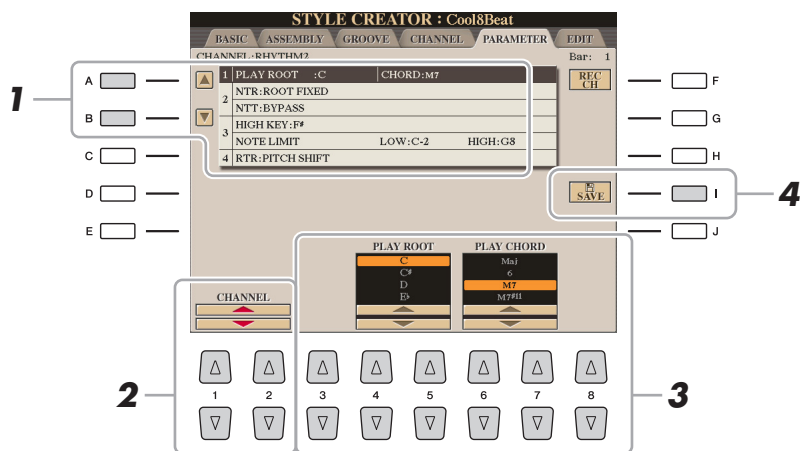 STYLE CREATOR : Cool8Beat
BASIC ASSEMBLY GROOVE CHANNEL PARAMETER EDIT
CHANNEL:RHYTHM2 Bar: 1
1 PLAY ROOT :C CHORD:M7
2 NTR:ROOT FIXED
NTT:BYPASS
3 HIGH KEY:F♯
NOTE LIMIT LOW:C-2 HIGH:G8
4 RTR:PITCH SHIFT
REC
CH
SAVE
A
B
C
D
E
F
G
H
I
J
1
4
PLAY ROOT PLAY CHORD
C Maj
C♯ 6
D M7
E♭ M7♯11
CHANNEL
2
3
1 2 3 4 5 6 7 8